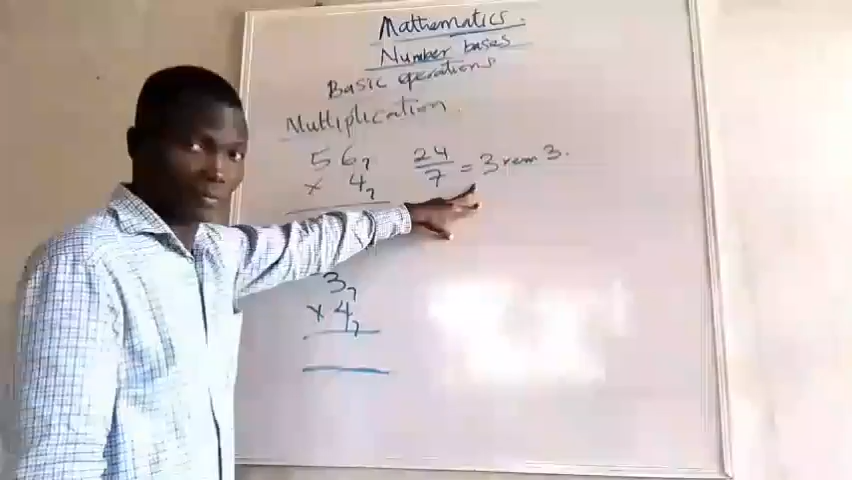 Mathematics.
Number bases
Basic operations
Multiplication.
56₇
× 4₇
24/7 = 3 rem 3.
3₇
× 4₇